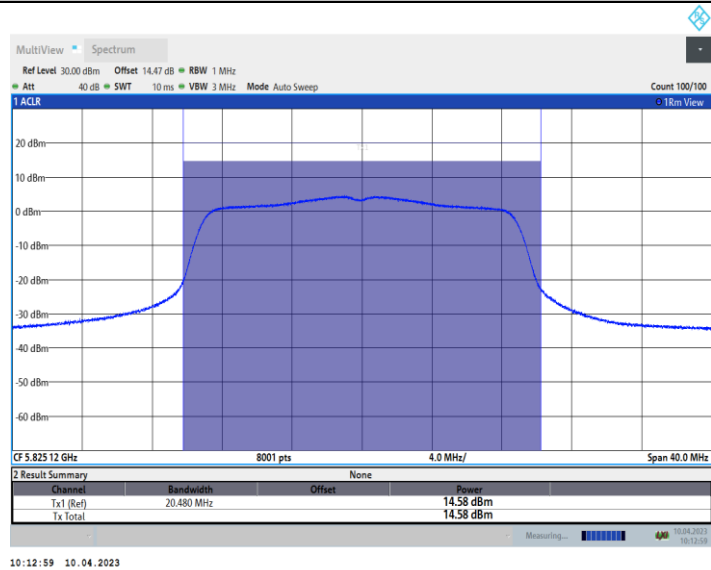 MultiView Spectrum
Ref Level 30.00 dBm Offset 14.47 dB RBW 1 MHz
Att 40 dB SWT 10 ms VBW 3 MHz Mode Auto Sweep Count 100/100
1 ACLR 1Rm View
20 dBm
10 dBm
0 dBm
-10 dBm
-20 dBm
-30 dBm
-40 dBm
-50 dBm
-60 dBm
CF 5.825 12 GHz 8001 pts 4.0 MHz/ Span 40.0 MHz
2 Result Summary None
Channel Bandwidth Offset Power
Tx1 (Ref) 20.480 MHz 14.58 dBm
Tx Total 14.58 dBm
Measuring... 10.04.2023
10:12:59
10:12:59 10.04.2023